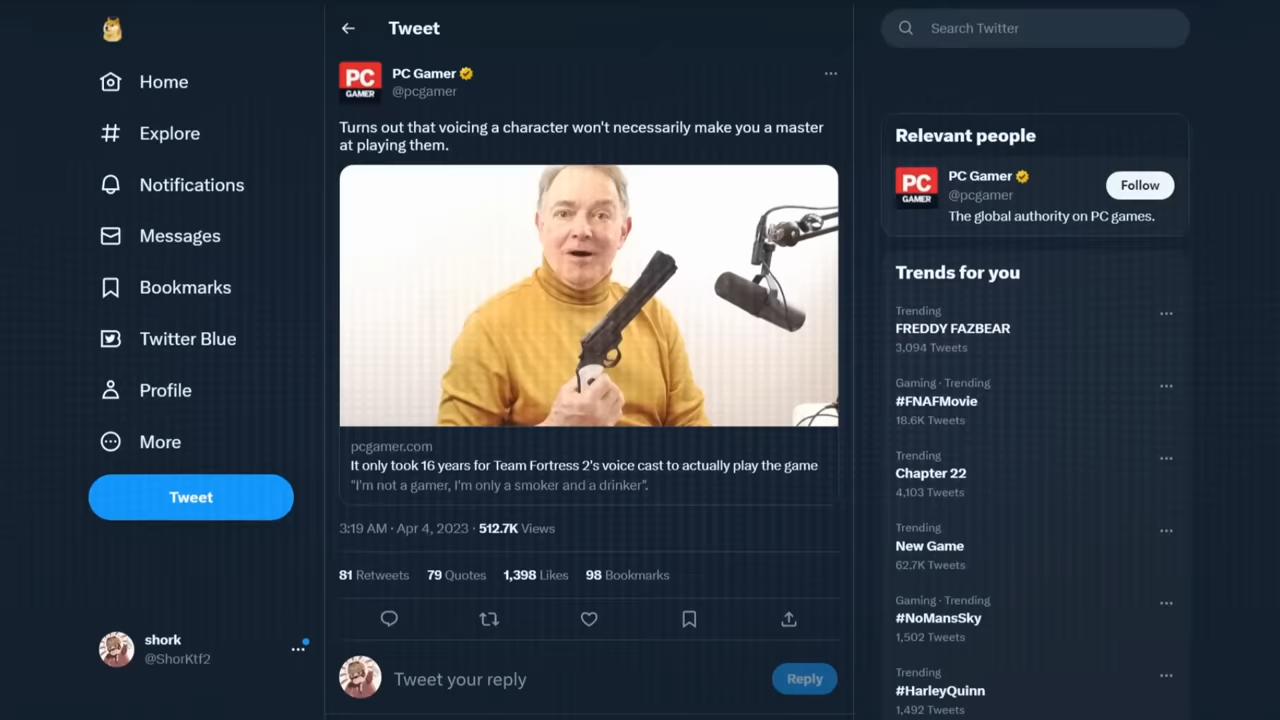 Home
Explore
Notifications
Messages
Bookmarks
Twitter Blue
Profile
More
Tweet
shork
@ShorKtf2
Tweet
PC GAMER
PC Gamer
@pcgamer
Turns out that voicing a character won't necessarily make you a master
at playing them.
pcgamer.com
It only took 16 years for Team Fortress 2's voice cast to actually play the game
"I'm not a gamer, I'm only a smoker and a drinker".
3:19 AM · Apr 4, 2023 · 512.7K Views
81 Retweets 79 Quotes 1,398 Likes 98 Bookmarks
Tweet your reply
Reply
Search Twitter
Relevant people
PC GAMER
PC Gamer
@pcgamer
Follow
The global authority on PC games.
Trends for you
Trending
FREDDY FAZBEAR
3,094 Tweets
Gaming · Trending
#FNAFMovie
18.6K Tweets
Trending
Chapter 22
4,103 Tweets
Trending
New Game
62.7K Tweets
Gaming · Trending
#NoMansSky
1,502 Tweets
Trending
#HarleyQuinn
1,492 Tweets